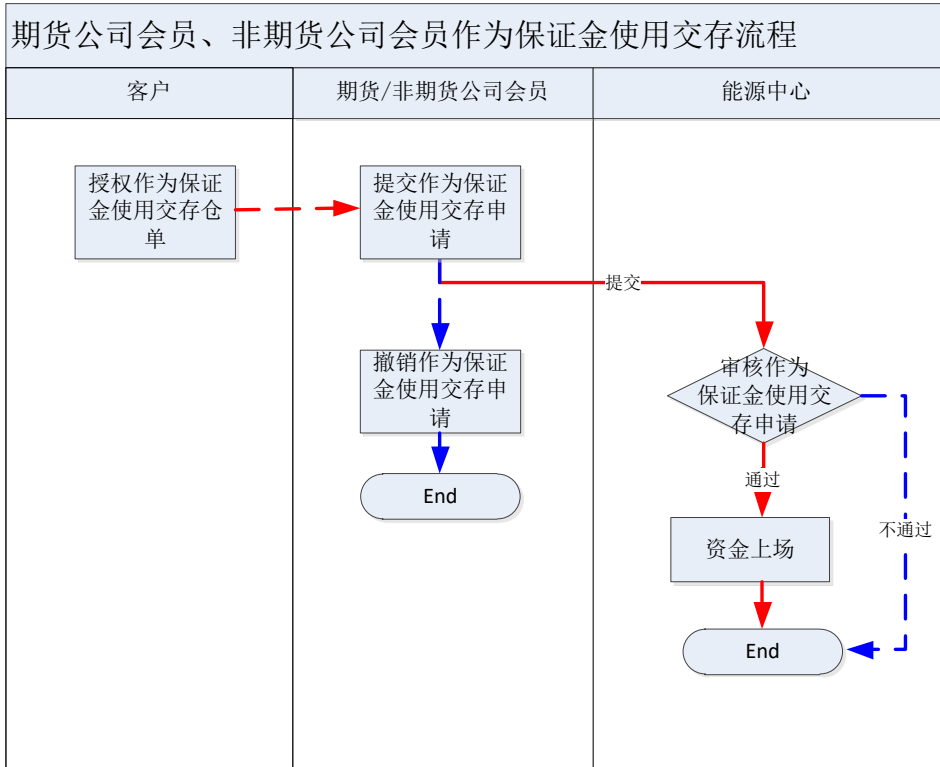 期货公司会员、非期货公司会员作为保证金使用交存流程
客户
期货/非期货公司会员
能源中心
授权作为保证
金使用交存仓
单
提交作为保证
金使用交存申
请
提交
撤销作为保证
金使用交存申
请
审核作为
保证金使用交
存申请
End
通过
不通过
资金上场
End